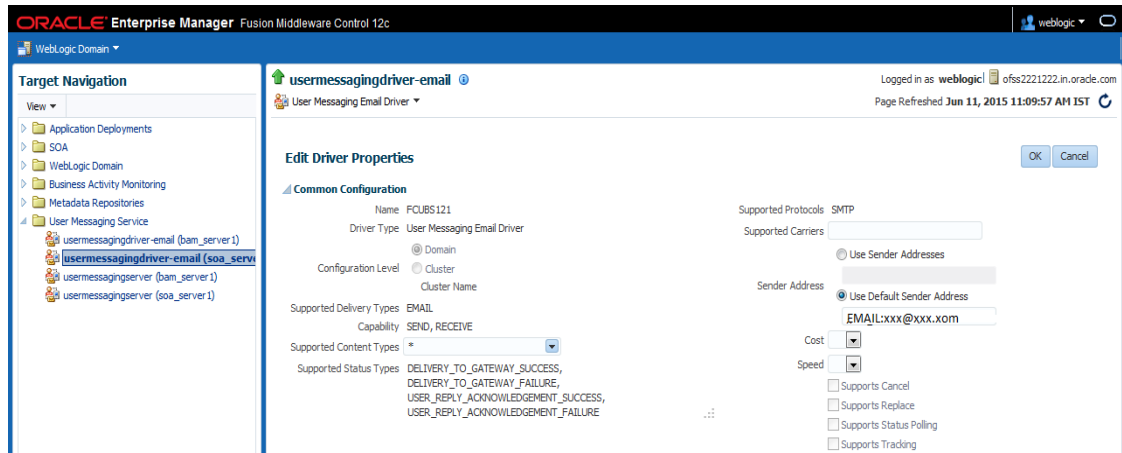 ORACLE Enterprise Manager Fusion Middleware Control 12c
weblogic
WebLogic Domain
Target Navigation
View
Application Deployments
SOA
WebLogic Domain
Business Activity Monitoring
Metadata Repositories
User Messaging Service
usermessagingdriver-email (bam_server1)
usermessagingdriver-email (soa_serve
usermessagingserver (bam_server1)
usermessagingserver (soa_server1)
usermessagingdriver-email
User Messaging Email Driver
Logged in as weblogic ofss2221222.in.oracle.com
Page Refreshed Jun 11, 2015 11:09:57 AM IST
Edit Driver Properties
OK Cancel
Common Configuration
Name FCUBS121
Driver Type User Messaging Email Driver
Configuration Level
Domain
Cluster
Cluster Name
Supported Delivery Types EMAIL
Capability SEND, RECEIVE
Supported Content Types *
Supported Status Types DELIVERY_TO_GATEWAY_SUCCESS,
DELIVERY_TO_GATEWAY_FAILURE,
USER_REPLY_ACKNOWLEDGEMENT_SUCCESS,
USER_REPLY_ACKNOWLEDGEMENT_FAILURE
Supported Protocols SMTP
Supported Carriers
Sender Address
Use Sender Addresses
Use Default Sender Address
EMAIL:xxx@xxx.xom
Cost
Speed
Supports Cancel
Supports Replace
Supports Status Polling
Supports Tracking